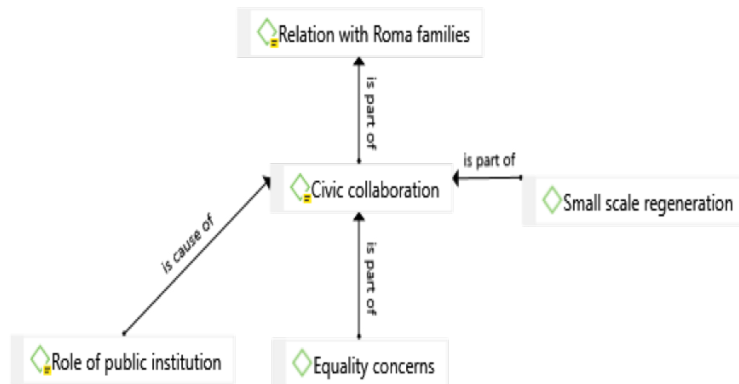 Relation with Roma families
is part of
Civic collaboration
is part of
Small scale regeneration
is cause of
is part of
Role of public institution
Equality concerns